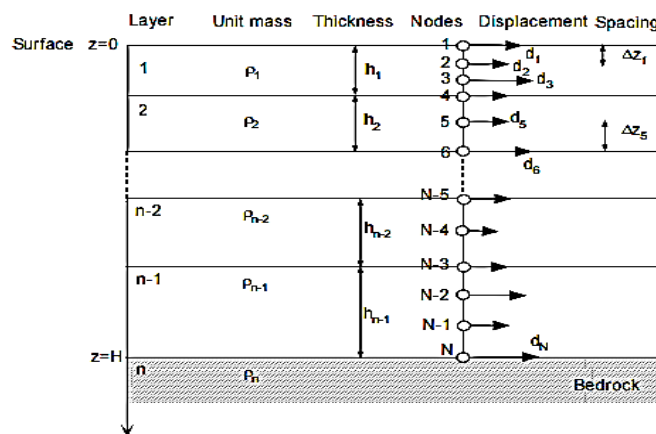 Layer Unit mass Thickness Nodes Displacement Spacing
Surface z=0 1 d₁
1 ρ₁ h₁ 2 d₂ Δz₁
3 d₃
4
2 ρ₂ h₂ 5 d₅ Δz₅
6 d₆
N-5
n-2 ρₙ₋₂ hₙ₋₂ N-4
N-3
n-1 ρₙ₋₁ hₙ₋₁ N-2
N-1
z=H N d_N
n ρₙ Bedrock